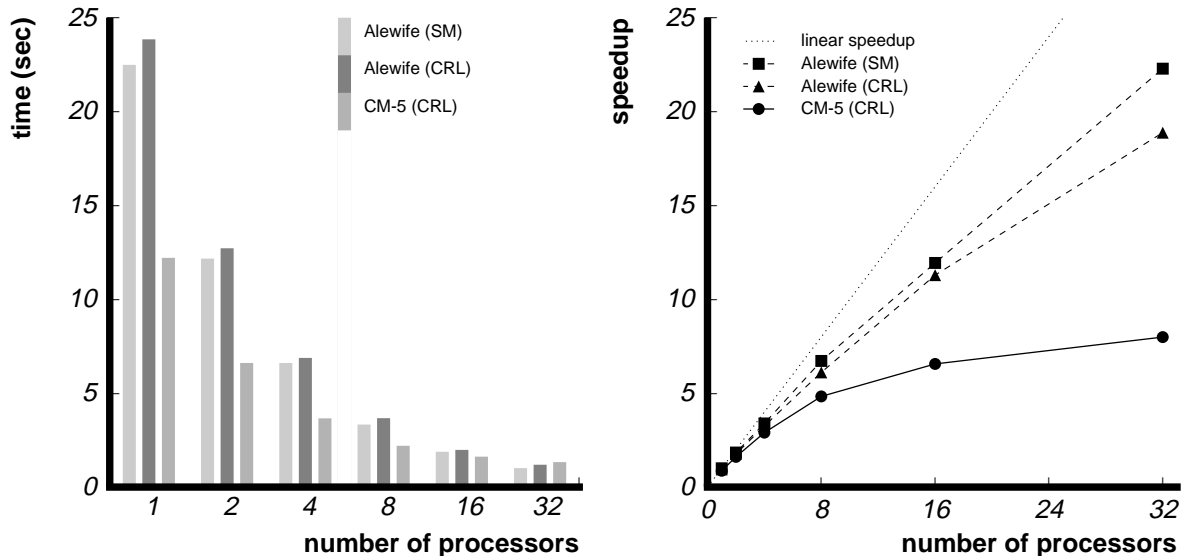 time (sec)
25
20
15
10
5
0
Alewife (SM)
Alewife (CRL)
CM-5 (CRL)
1 2 4 8 16 32
number of processors
speedup
25
20
15
10
5
0
linear speedup
Alewife (SM)
Alewife (CRL)
CM-5 (CRL)
0 8 16 24 32
number of processors